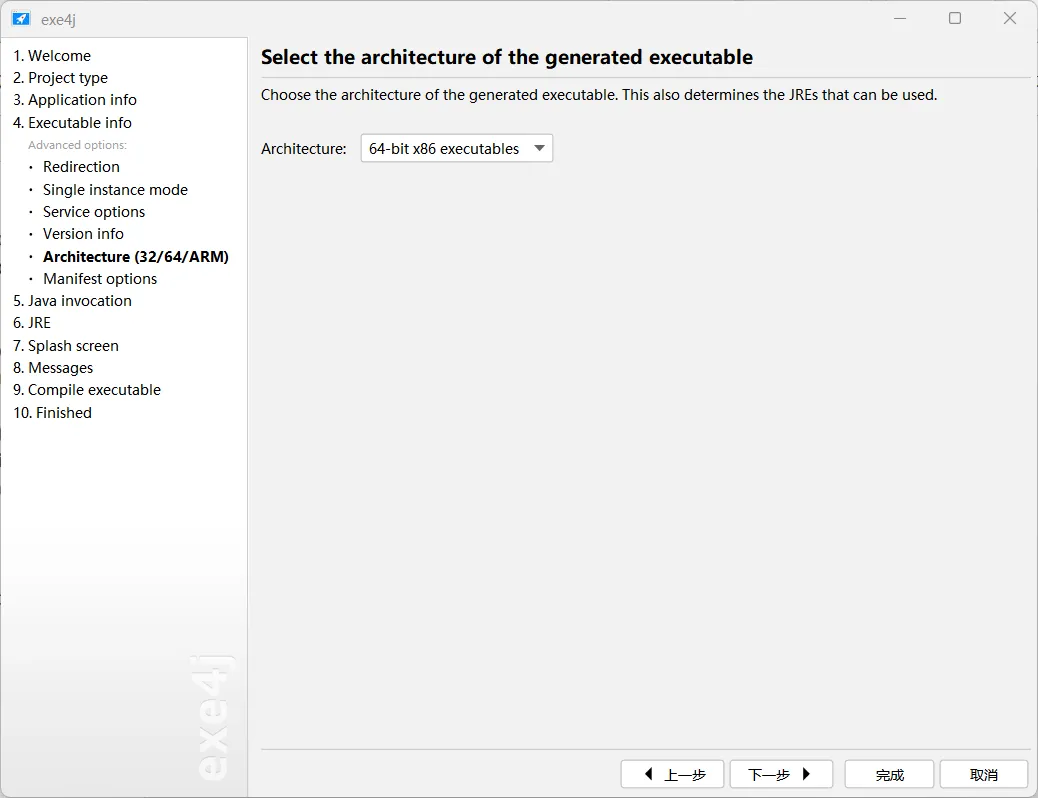 exe4j
1. Welcome
2. Project type
3. Application info
4. Executable info
Advanced options:
· Redirection
· Single instance mode
· Service options
· Version info
· Architecture (32/64/ARM)
· Manifest options
5. Java invocation
6. JRE
7. Splash screen
8. Messages
9. Compile executable
10. Finished
exe4j
Select the architecture of the generated executable
Choose the architecture of the generated executable. This also determines the JREs that can be used.
Architecture: 64-bit x86 executables
上一步 下一步 完成 取消